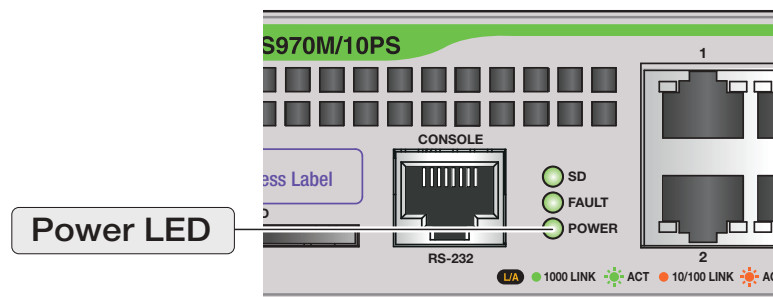 S970M/10PS
1
CONSOLE
ess Label
SD
FAULT
Power LED
POWER
RS-232
2
L/A 1000 LINK ACT 10/100 LINK